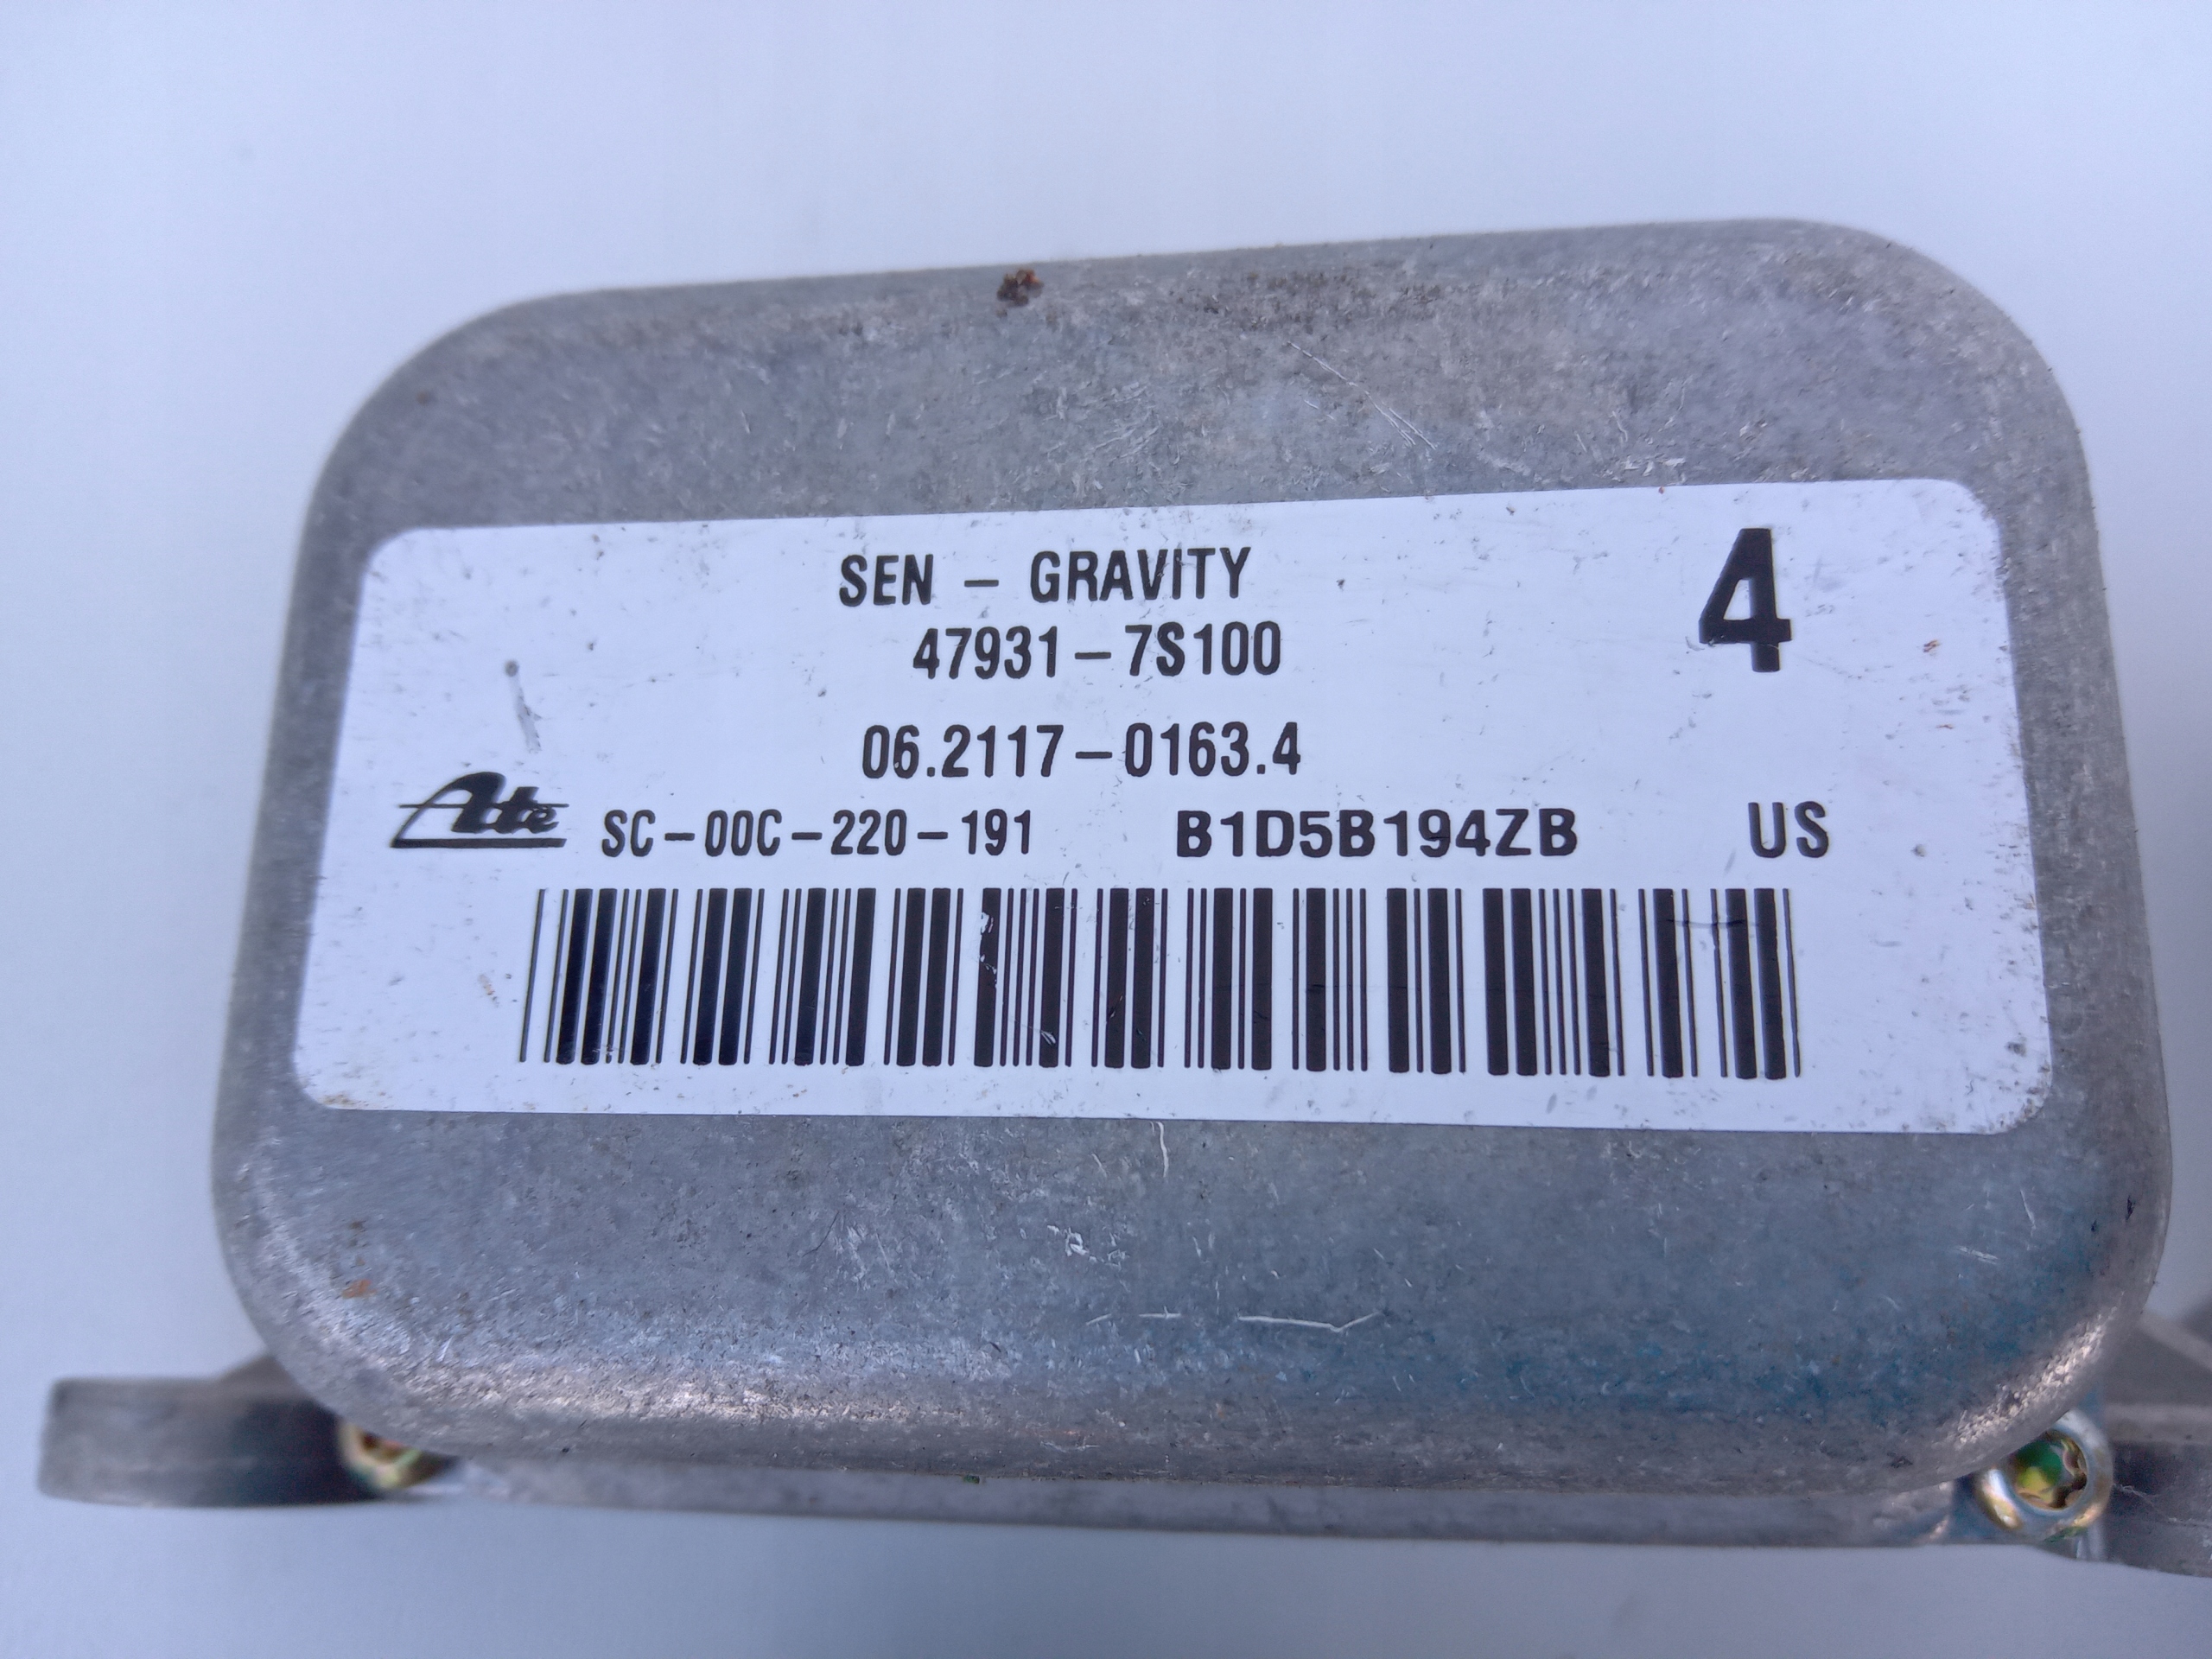 SEN – GRAVITY 4
47931–7S100
06.2117–0163.4
Ate SC–00C–220–191 B1D5B194ZB US